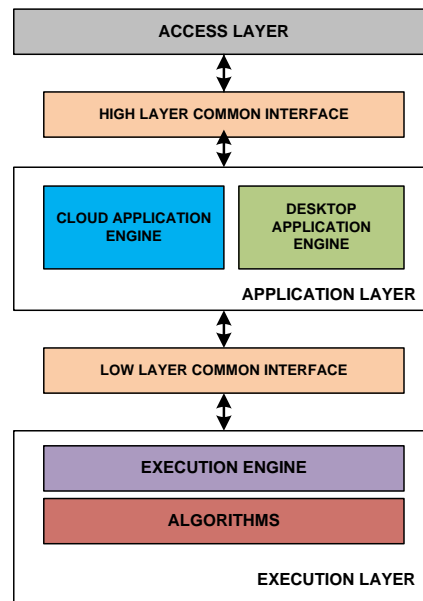 ACCESS LAYER
HIGH LAYER COMMON INTERFACE
CLOUD APPLICATION
ENGINE
DESKTOP
APPLICATION
ENGINE
APPLICATION LAYER
LOW LAYER COMMON INTERFACE
EXECUTION ENGINE
ALGORITHMS
EXECUTION LAYER